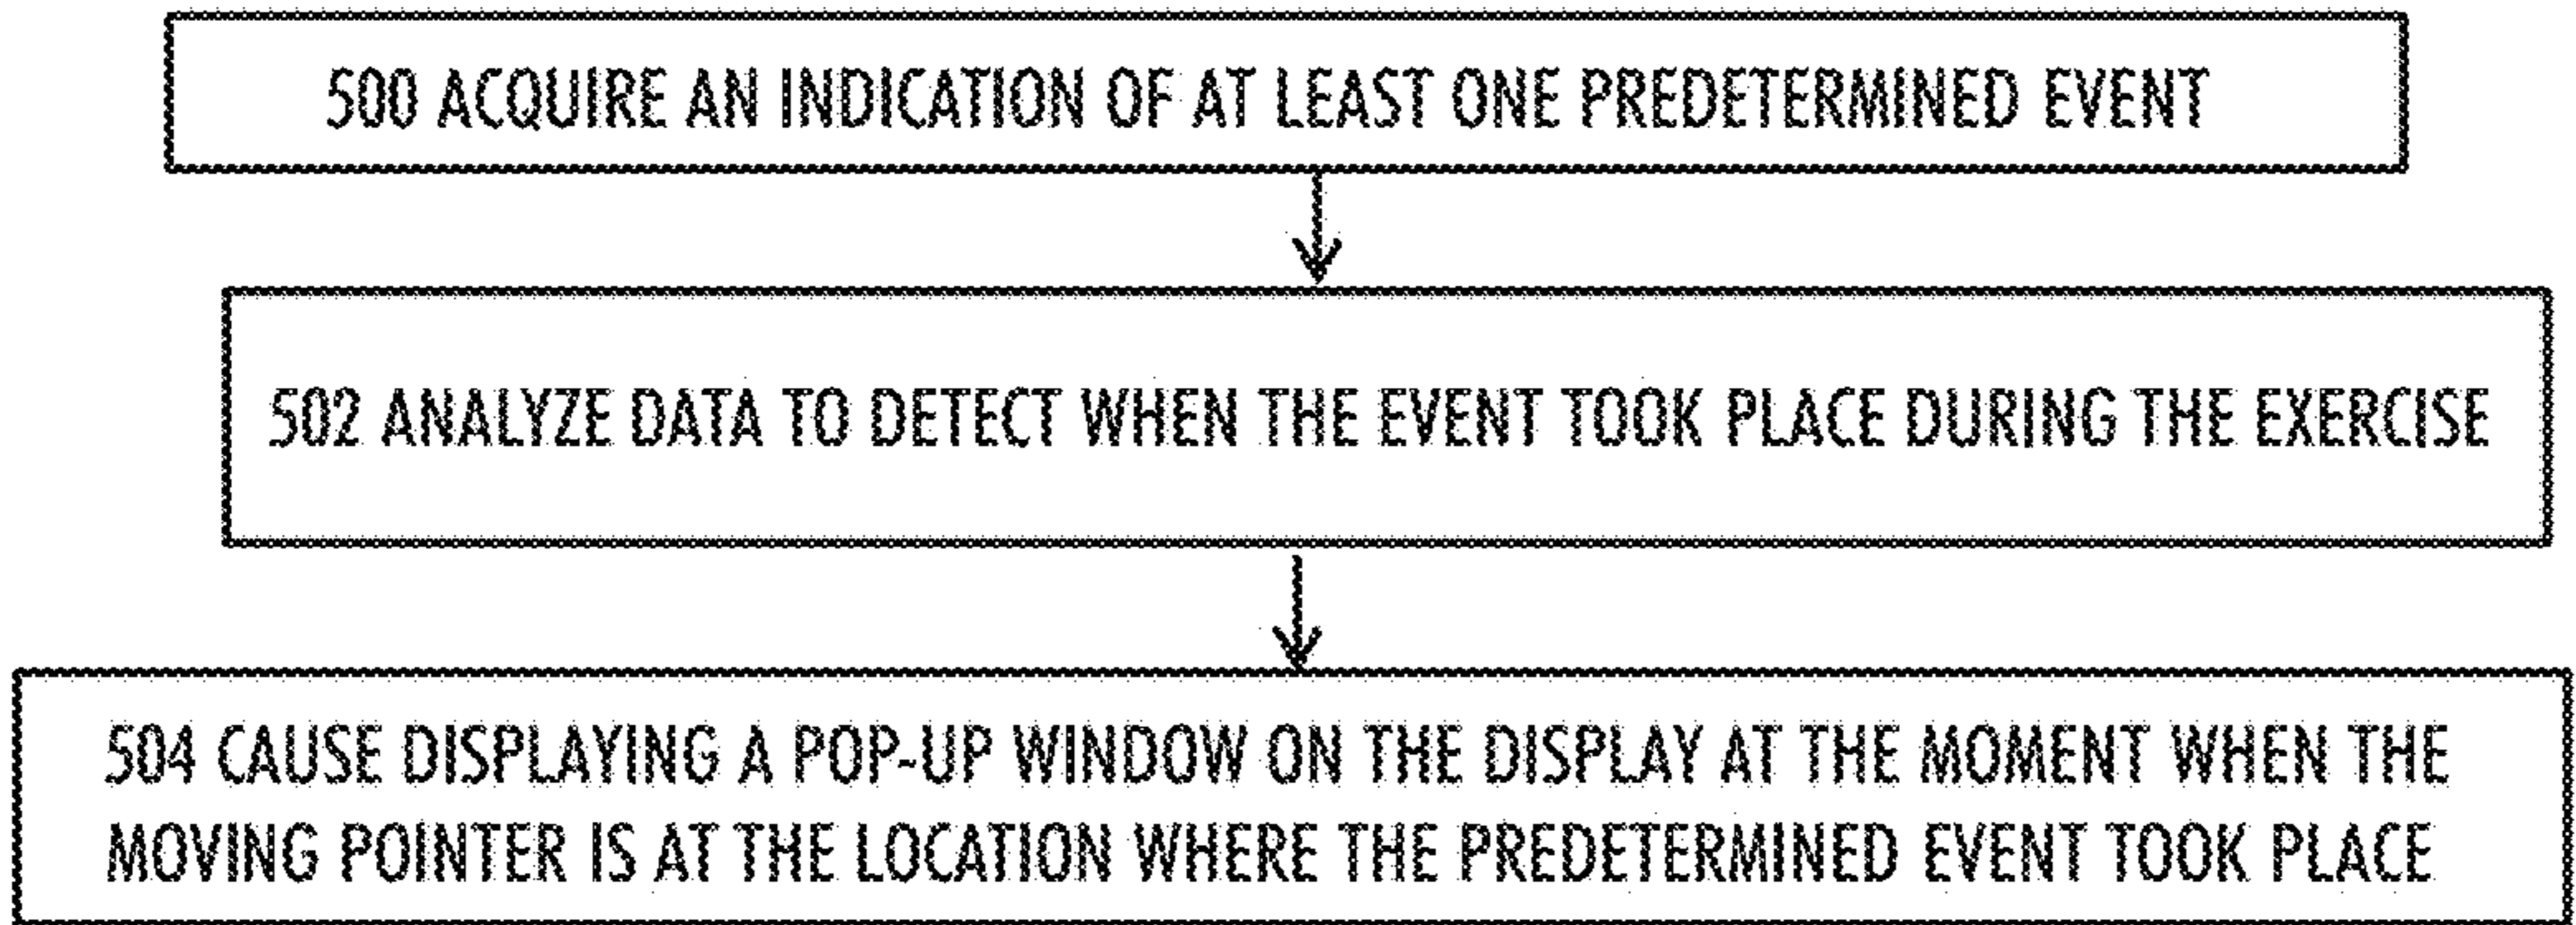 500 ACQUIRE AN INDICATION OF AT LEAST ONE PREDETERMINED EVENT
502 ANALYZE DATA TO DETECT WHEN THE EVENT TOOK PLACE DURING THE EXERCISE
504 CAUSE DISPLAYING A POP-UP WINDOW ON THE DISPLAY AT THE MOMENT WHEN THE
MOVING POINTER IS AT THE LOCATION WHERE THE PREDETERMINED EVENT TOOK PLACE